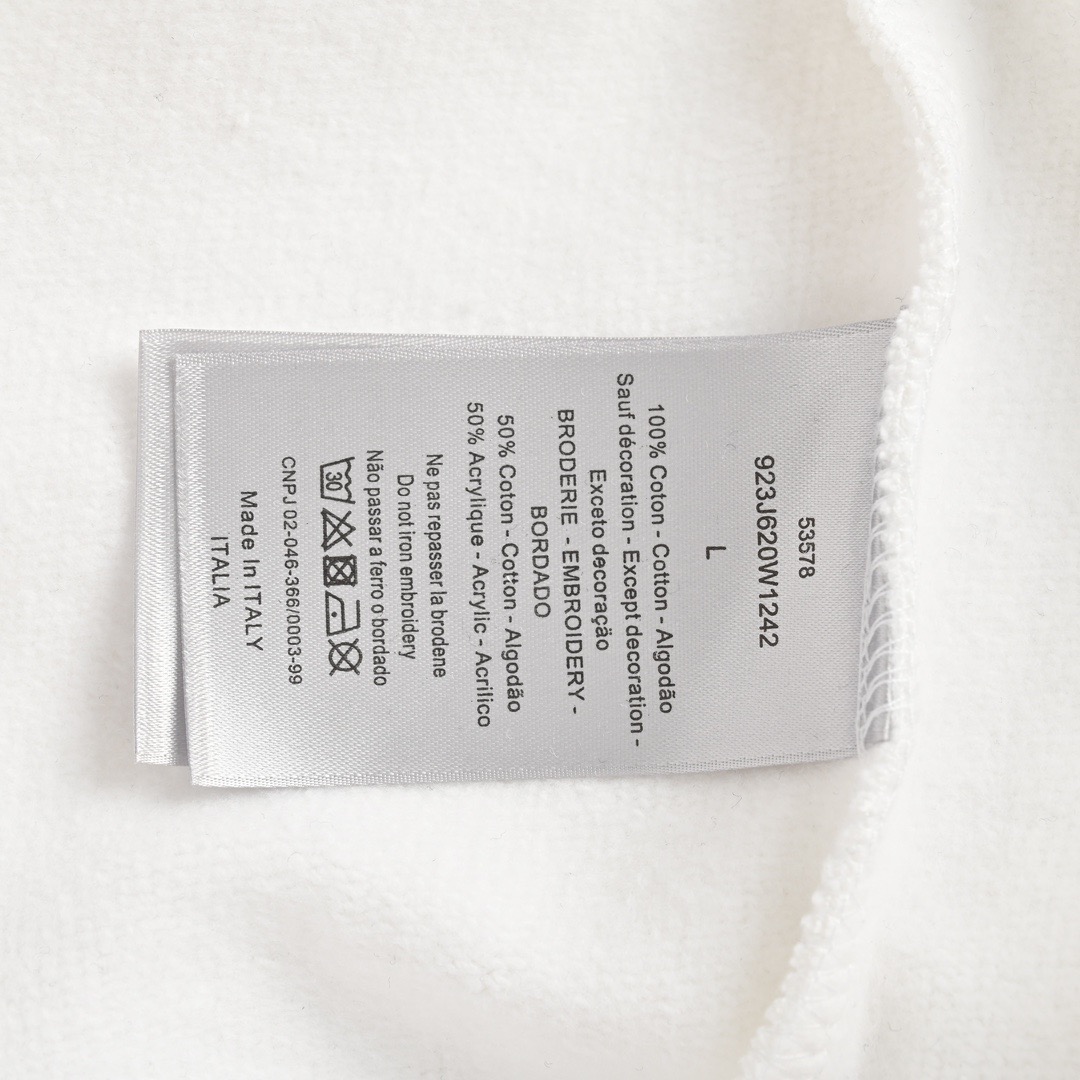 53578
923J620W1242
L
100% Coton - Cotton - Algodão
Sauf décoration - Except decoration -
Exceto decoração
BRODERIE - EMBROIDERY -
BORDADO
50% Coton - Cotton - Algodão
50% Acrylique - Acrylic - Acrilico
Ne pas repasser la brodene
Do not iron embroidery
Não passar a ferro o bordado
30
CNPJ 02-046-366/0003-99
Made In ITALY
ITALIA